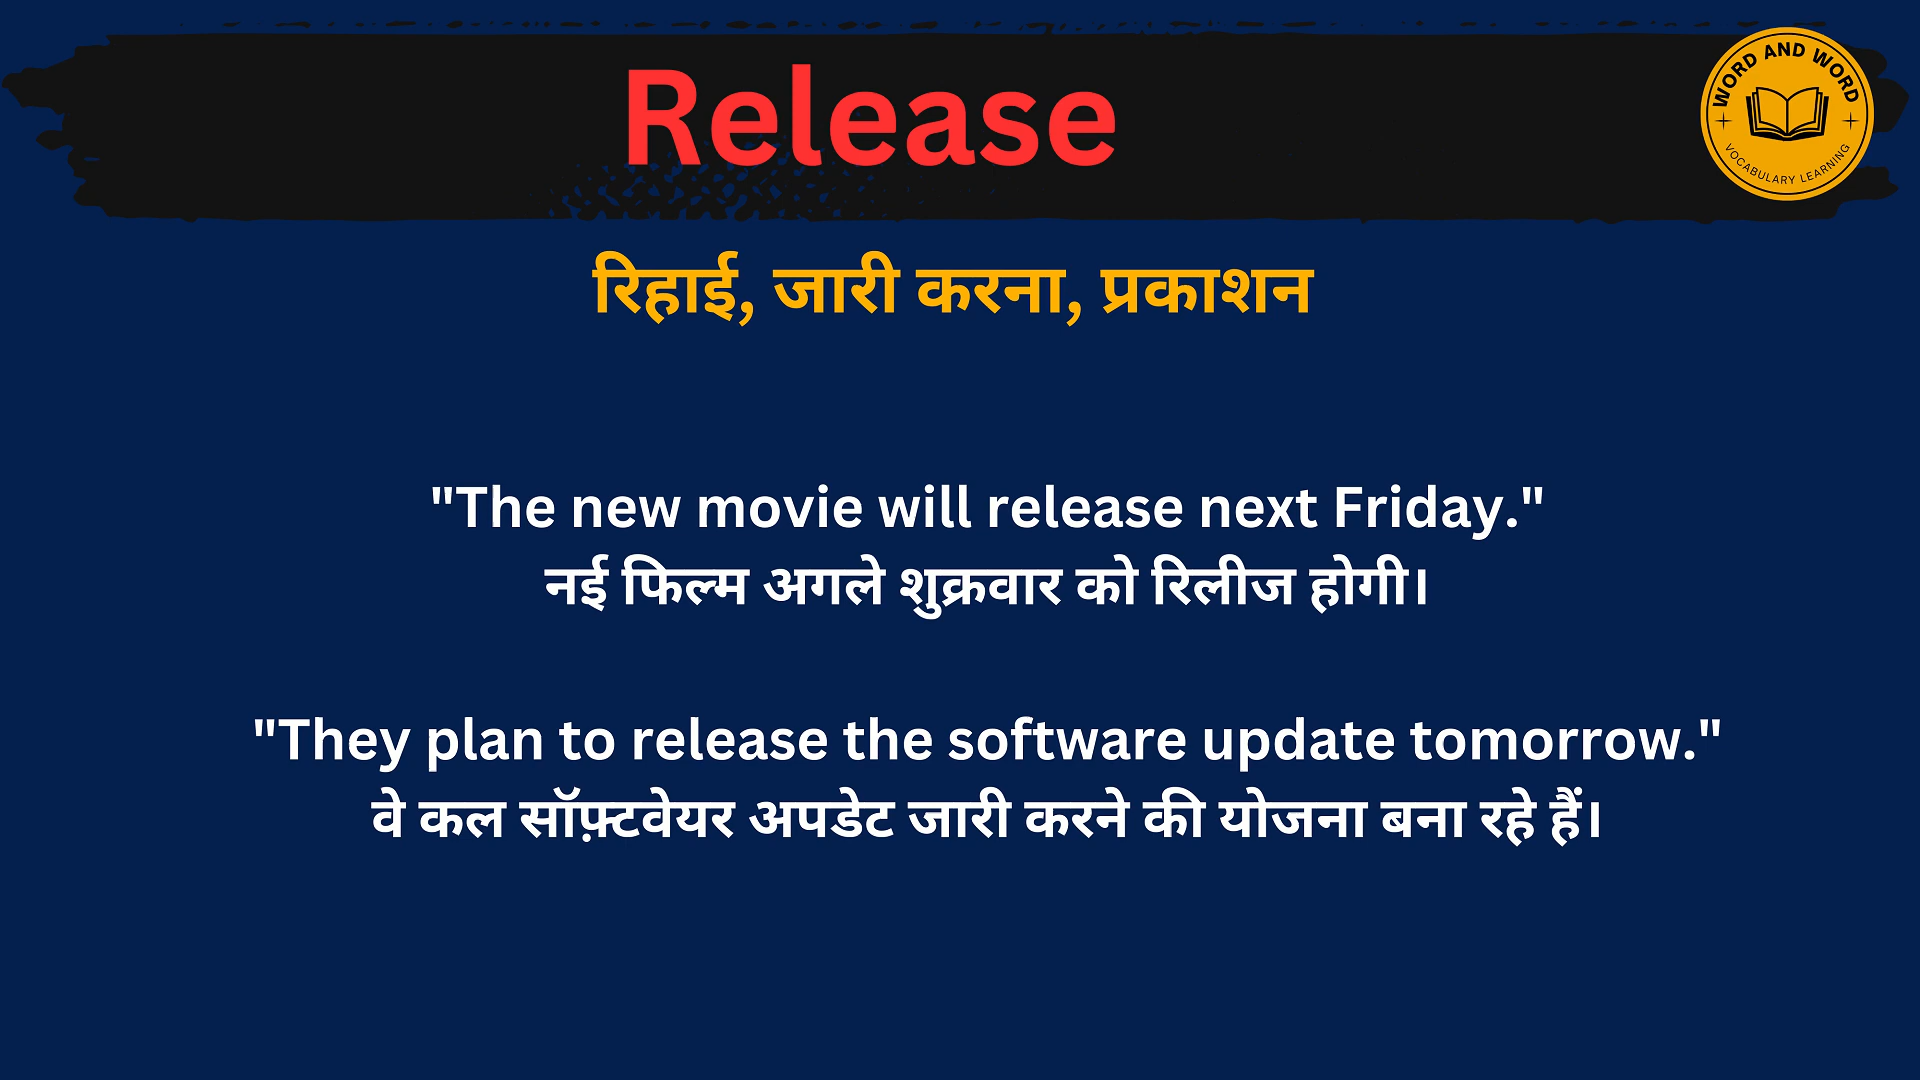 Release
WORD AND WORD
VOCABULARY LEARNING
रिहाई, जारी करना, प्रकाशन
"The new movie will release next Friday."
नई फिल्म अगले शुक्रवार को रिलीज होगी।
"They plan to release the software update tomorrow."
वे कल सॉफ़्टवेयर अपडेट जारी करने की योजना बना रहे हैं।